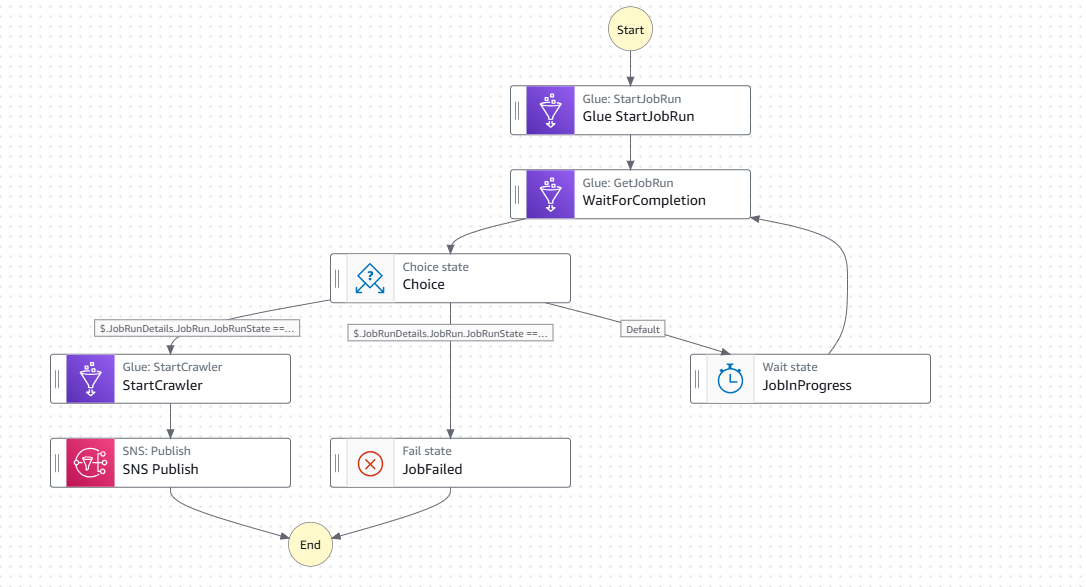 Start
Glue: StartJobRun
Glue StartJobRun
Glue: GetJobRun
WaitForCompletion
Choice state
Choice
$.JobRunDetails.JobRun.JobRunState ==...
$.JobRunDetails.JobRun.JobRunState ==...
Default
Glue: StartCrawler
StartCrawler
Wait state
JobInProgress
SNS: Publish
SNS Publish
Fail state
JobFailed
End